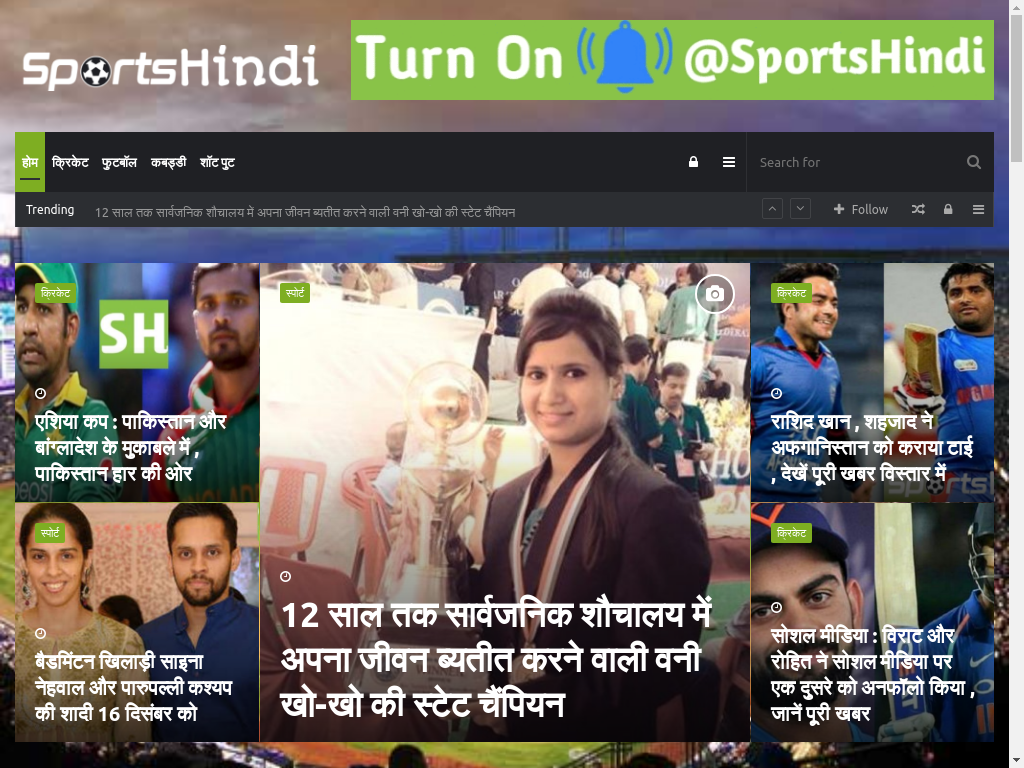 SportsHindi
Turn On @SportsHindi
होम क्रिकेट फुटबॉल कबड्डी शॉट पुट
Search for
Trending 12 साल तक सार्वजनिक शौचालय में अपना जीवन ब्यतीत करने वाली वनी खो-खो की स्टेट चैंपियन
Follow
क्रिकेट
SH
एशिया कप : पाकिस्तान और
बांग्लादेश के मुकाबले में ,
पाकिस्तान हार की ओर
pepsi
स्पोर्ट
बैडमिंटन खिलाड़ी साइना
नेहवाल और पारुपल्ली कश्यप
की शादी 16 दिसंबर को
स्पोर्ट
12 साल तक सार्वजनिक शौचालय में
अपना जीवन ब्यतीत करने वाली वनी
खो-खो की स्टेट चैंपियन
क्रिकेट
राशिद खान , शहजाद ने
अफगानिस्तान को कराया टाई
, देखें पूरी खबर विस्तार में
क्रिकेट
सोशल मीडिया : विराट और
रोहित ने सोशल मीडिया पर
एक दुसरे को अनफॉलो किया ,
जानें पूरी खबर